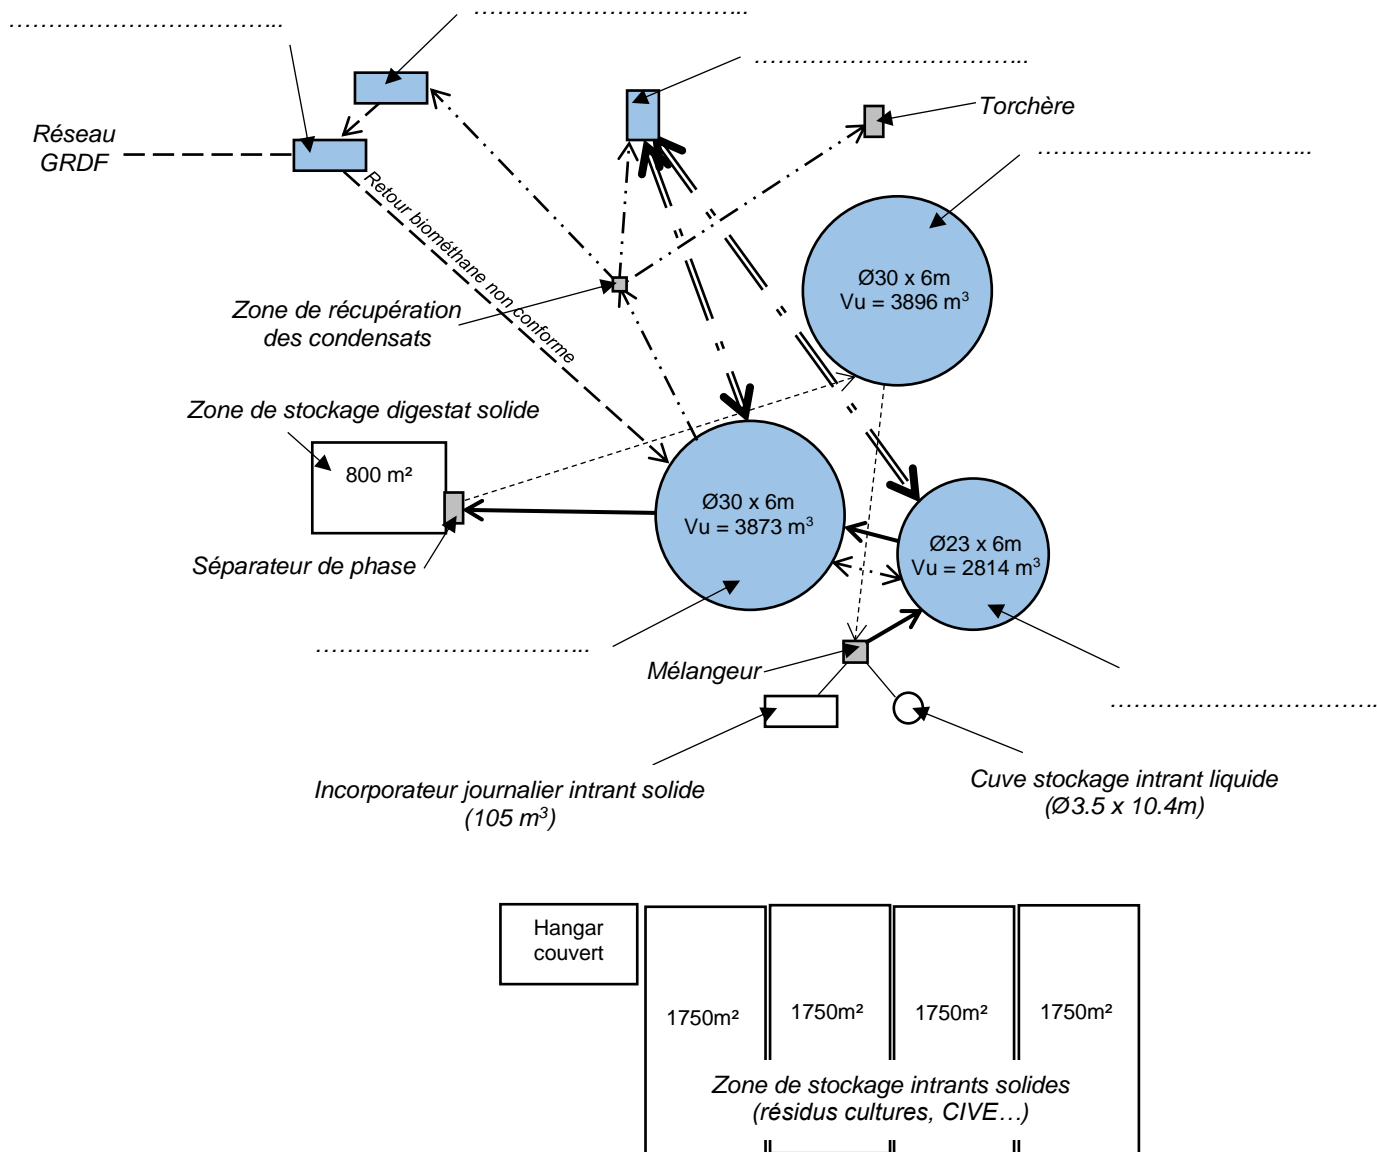 ……………………………..
……………………………..
……………………………..
Torchère
Réseau
GRDF
……………………………..
Retour biométhane non conforme
Ø30 x 6m
Vu = 3896 m³
Zone de récupération
des condensats
Zone de stockage digestat solide
800 m²
Ø30 x 6m
Vu = 3873 m³
Ø23 x 6m
Vu = 2814 m³
Séparateur de phase
……………………………..
Mélangeur
……………………………..
Incorporateur journalier intrant solide
(105 m³)
Cuve stockage intrant liquide
(Ø3.5 x 10.4m)
Hangar
couvert
1750m²
1750m²
1750m²
1750m²
Zone de stockage intrants solides
(résidus cultures, CIVE…)